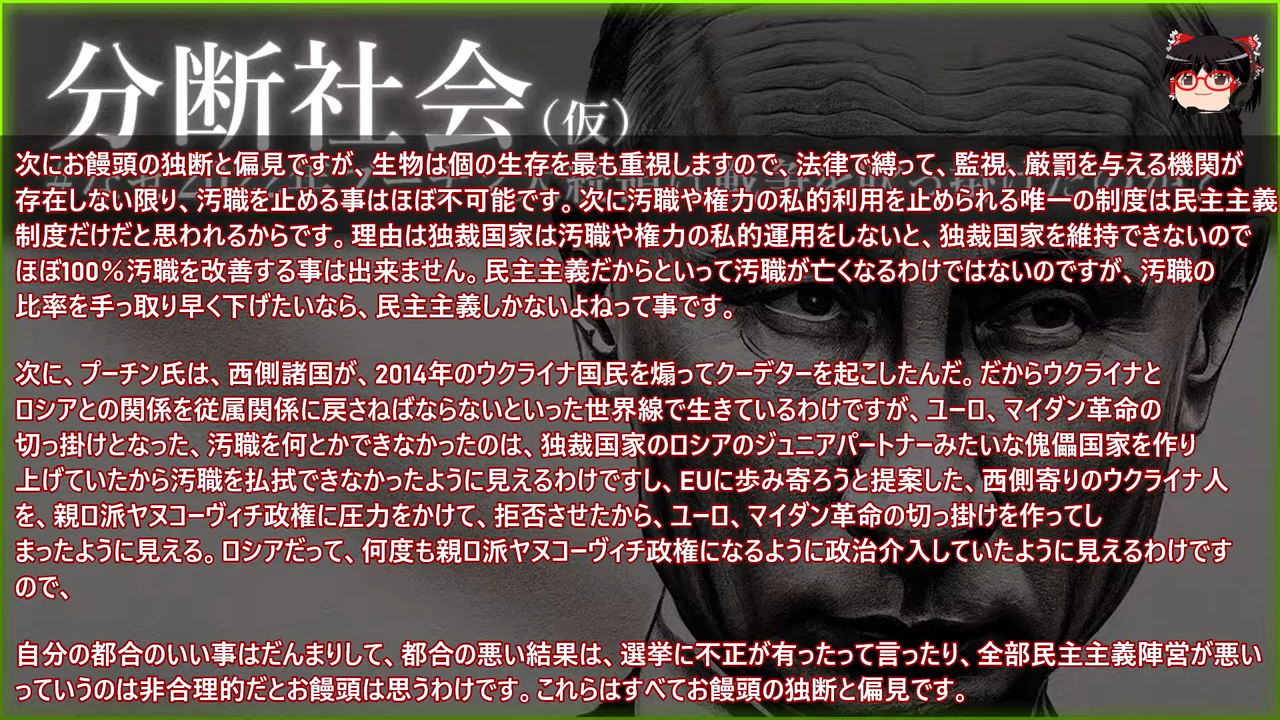 分断社会(仮)
次にお饅頭の独断と偏見ですが、生物は個の生存を最も重視しますので、法律で縛って、監視、厳罰を与える機関が
存在しない限り、汚職を止める事はほぼ不可能です。次に汚職や権力の私的利用を止められる唯一の制度は民主主義
制度だけだと思われるからです。理由は独裁国家は汚職や権力の私的運用をしないと、独裁国家を維持できないので
ほぼ100%汚職を改善する事は出来ません。民主主義だからといって汚職が亡くなるわけではないのですが、汚職の
比率を手っ取り早く下げたいなら、民主主義しかないよねって事です。
次に、プーチン氏は、西側諸国が、2014年のウクライナ国民を煽ってクーデターを起こしたんだ。だからウクライナと
ロシアとの関係を従属関係に戻さねばならないといった世界線で生きているわけですが、ユーロ、マイダン革命の
切っ掛けとなった、汚職を何とかできなかったのは、独裁国家のロシアのジュニアパートナーみたいな傀儡国家を作り
上げていたから汚職を払拭できなかったように見えるわけですし、EUに歩み寄ろうと提案した、西側寄りのウクライナ人
を、親ロ派ヤヌコーヴィチ政権に圧力をかけて、拒否させたから、ユーロ、マイダン革命の切っ掛けを作ってし
まったように見える。ロシアだって、何度も親ロ派ヤヌコーヴィチ政権になるように政治介入していたように見えるわけです
ので、
自分の都合のいい事はだんまりして、都合の悪い結果は、選挙に不正が有ったって言ったり、全部民主主義陣営が悪い
っていうのは非合理的だとお饅頭は思うわけです。これらはすべてお饅頭の独断と偏見です。